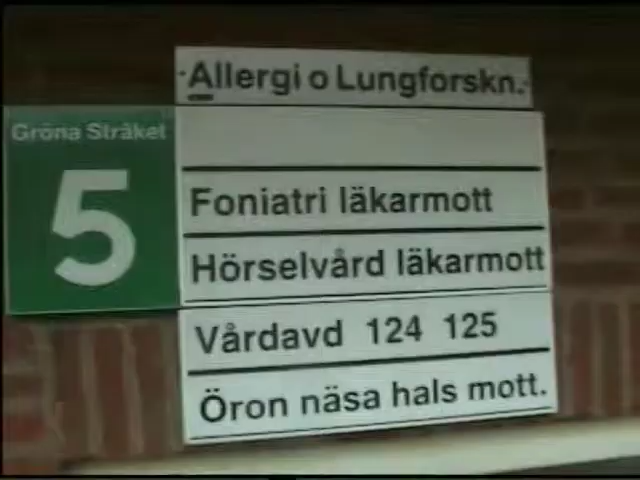 Allergi o Lungforskn.
Gröna Stråket
5
Foniatri läkarmott
Hörselvård läkarmott
Vårdavd 124 125
Öron näsa hals mott.